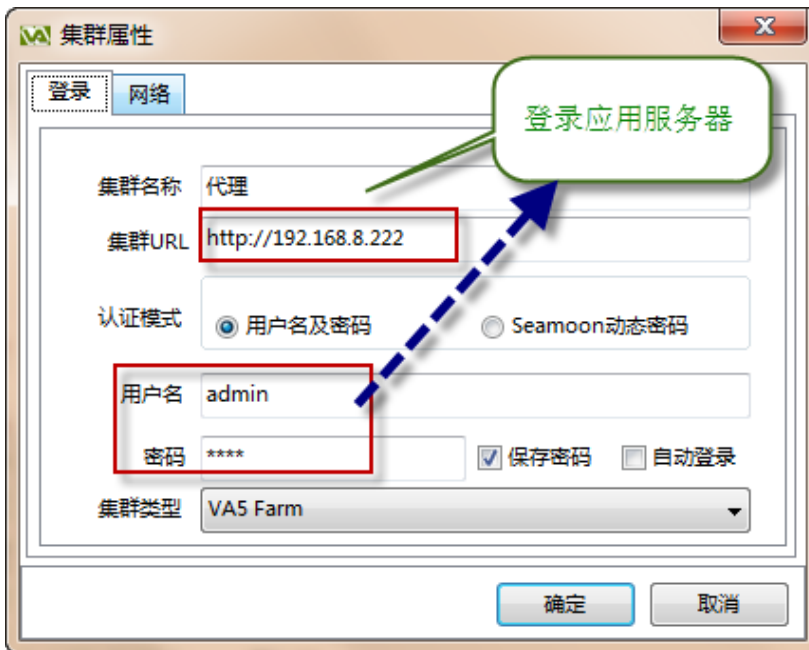 VA 集群属性
登录 网络
登录应用服务器
集群名称 代理
集群URL http://192.168.8.222
认证模式 用户名及密码 Seamoon动态密码
用户名 admin
密码 **** 保存密码 自动登录
集群类型 VA5 Farm
确定 取消